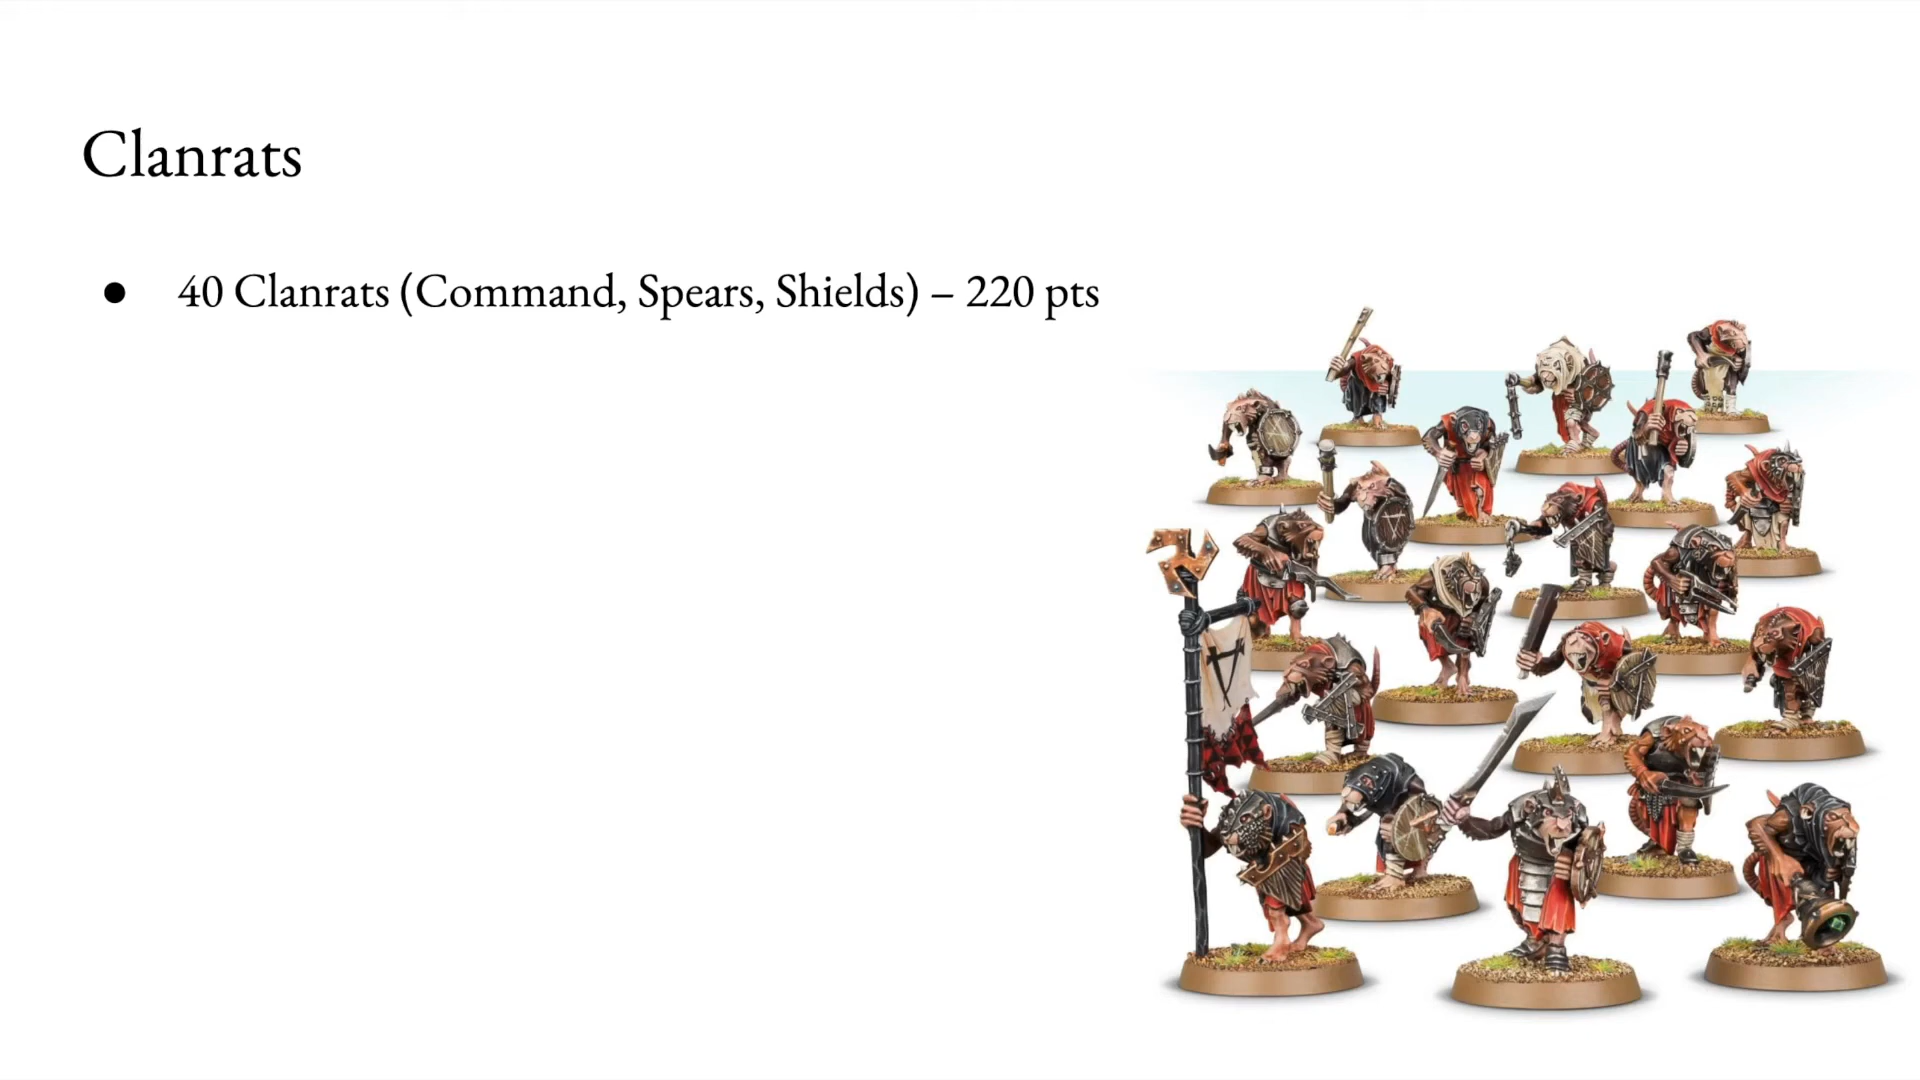 Clanrats
● 40 Clanrats (Command, Spears, Shields) – 220 pts